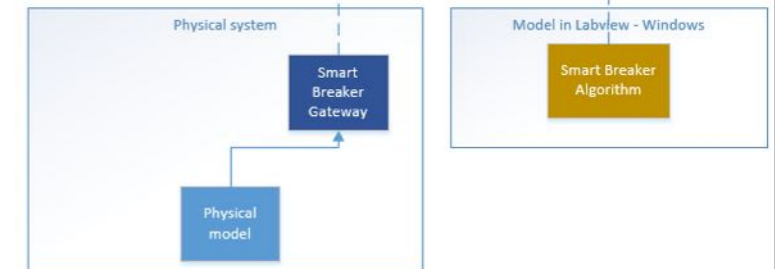 Physical system
Smart
Breaker
Gateway
Physical
model
Model in Labview - Windows
Smart Breaker
Algorithm